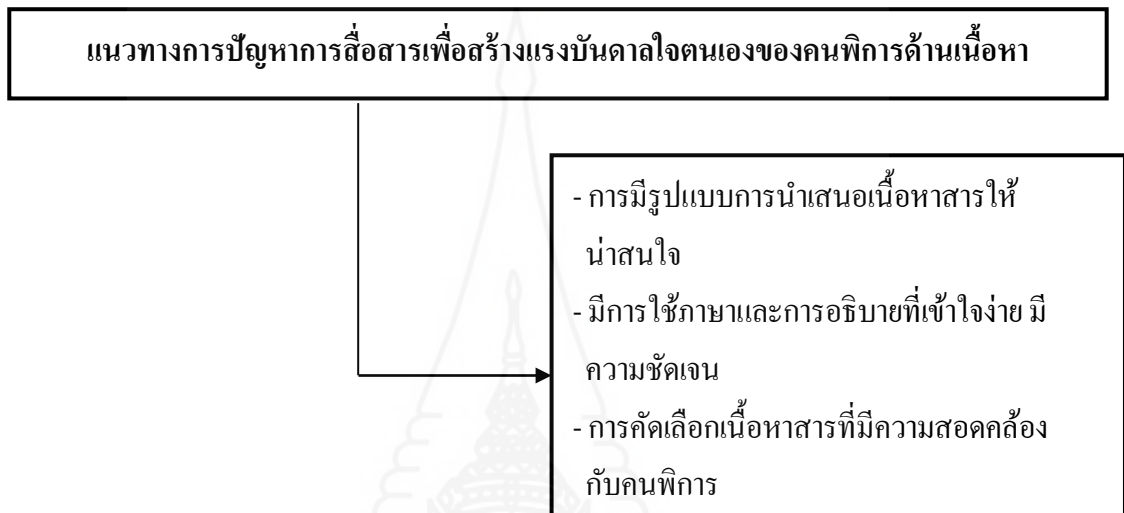 แนวทางการปัญหาการสื่อสารเพื่อสร้างแรงบันดาลใจตนเองของคนพิการด้านเนื้อหา
- การมีรูปแบบการนำเสนอเนื้อหาสารให้
น่าสนใจ
- มีการใช้ภาษาและการอธิบายที่เข้าใจง่าย มี
ความชัดเจน
- การคัดเลือกเนื้อหาสารที่มีความสอดคล้อง
กับคนพิการ